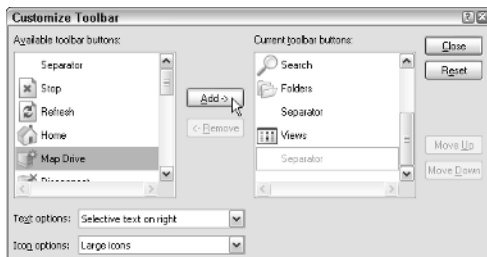 Customize Toolbar
Available toolbar buttons:
Separator
Stop
Refresh
Home
Map Drive
Disconnect
Add ->
<- Remove
Current toolbar buttons:
Search
Folders
Separator
Views
Separator
Close
Reset
Move Up
Move Down
Text options: Selective text on right
Icon options: Large icons